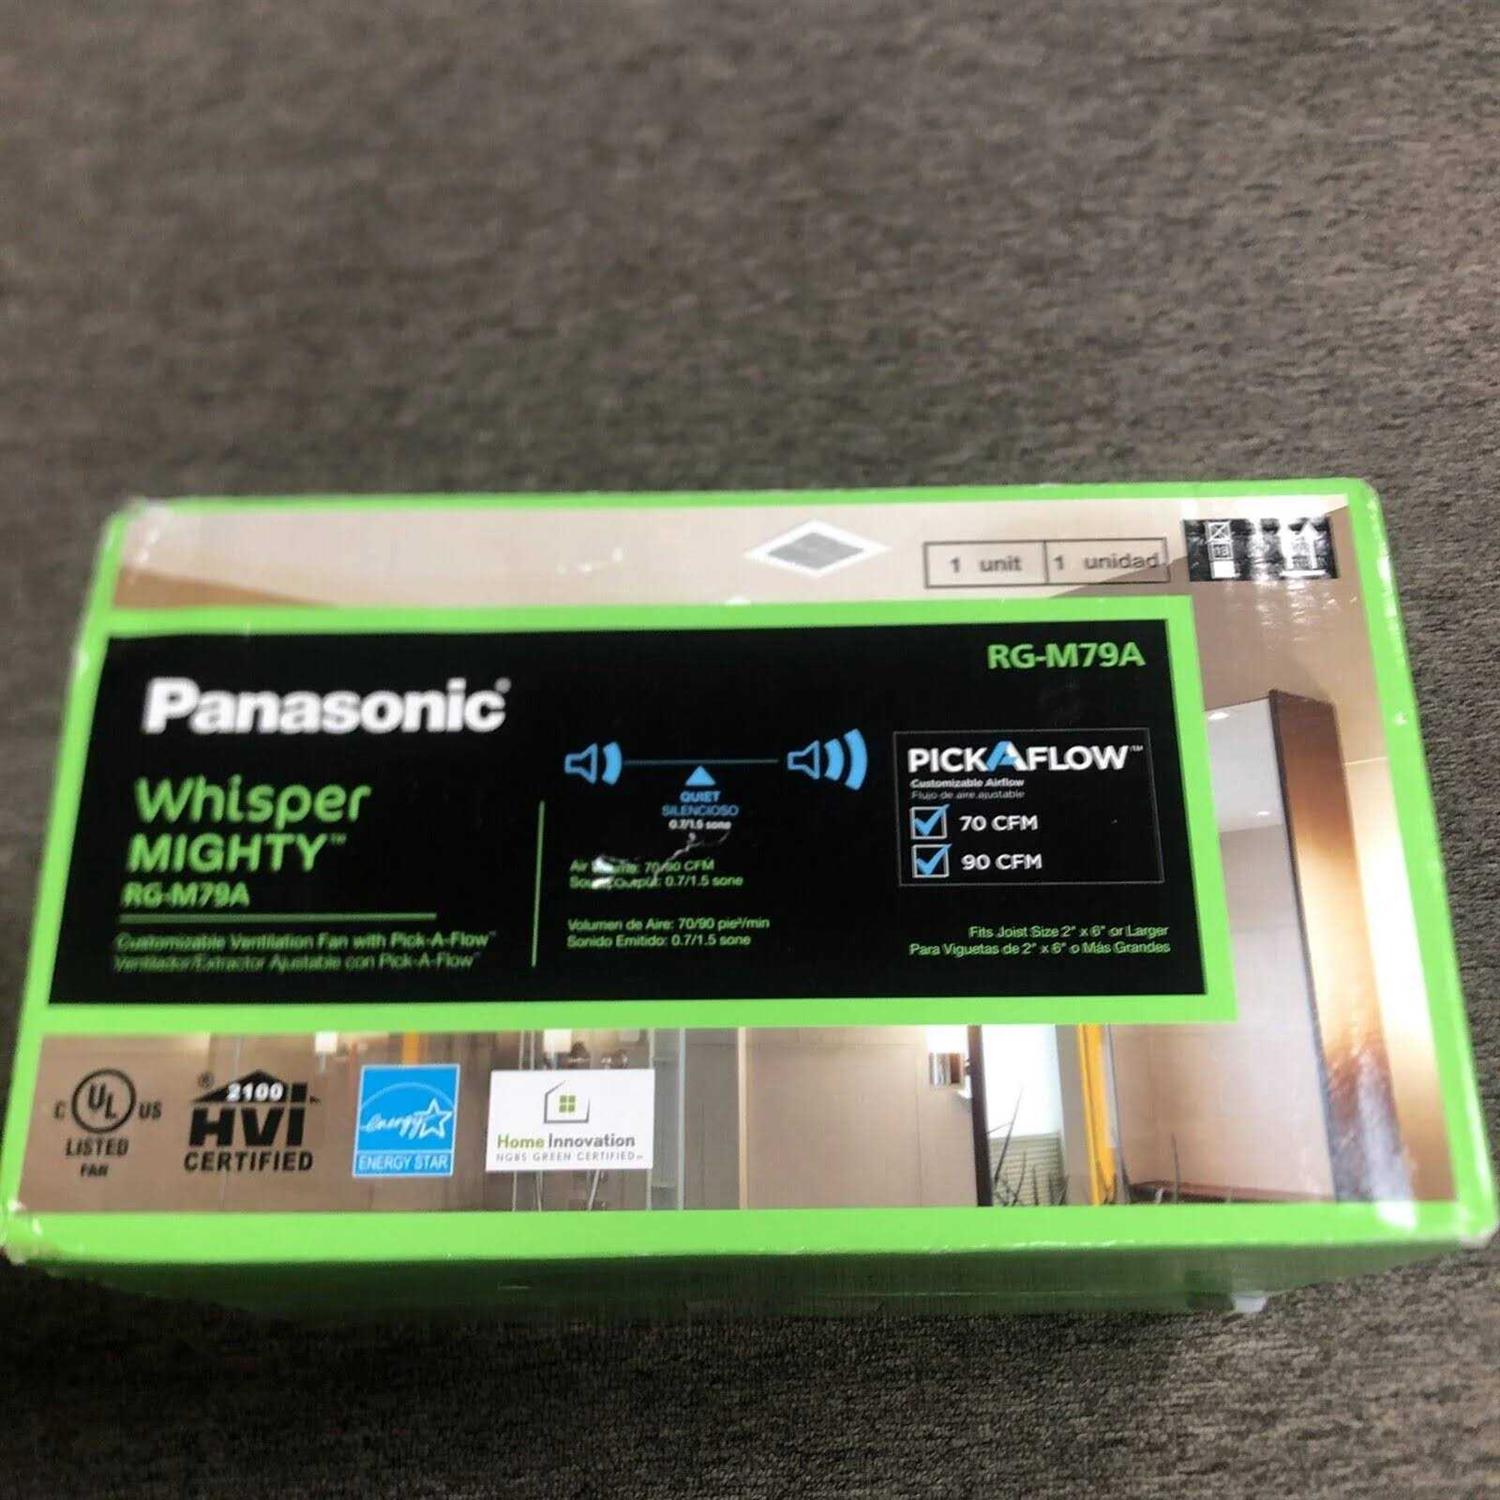 1 unit 1 unidad
RG-M79A
Panasonic
Whisper
MIGHTY™
RG-M79A
Customizable Ventilation Fan with Pick-A-Flow™
Ventilador/Extractor Ajustable con Pick-A-Flow™
QUIET
SILENCIOSO
0.7/1.5 sone
Air 70/90 CFM
Output: 0.7/1.5 sone
Volumen de Aire: 70/90 pie³/min
Sonido Emitido: 0.7/1.5 sone
PICKAFLOW™
Customizable Airflow
Flujo de aire ajustable
70 CFM
90 CFM
Fits Joist Size 2" x 6" or Larger
Para Viguetas de 2" x 6" o Más Grandes
C UL US
LISTED
FAN
2100
HVI ®
CERTIFIED
energy
ENERGY STAR
Home Innovation
NGBS GREEN CERTIFIED